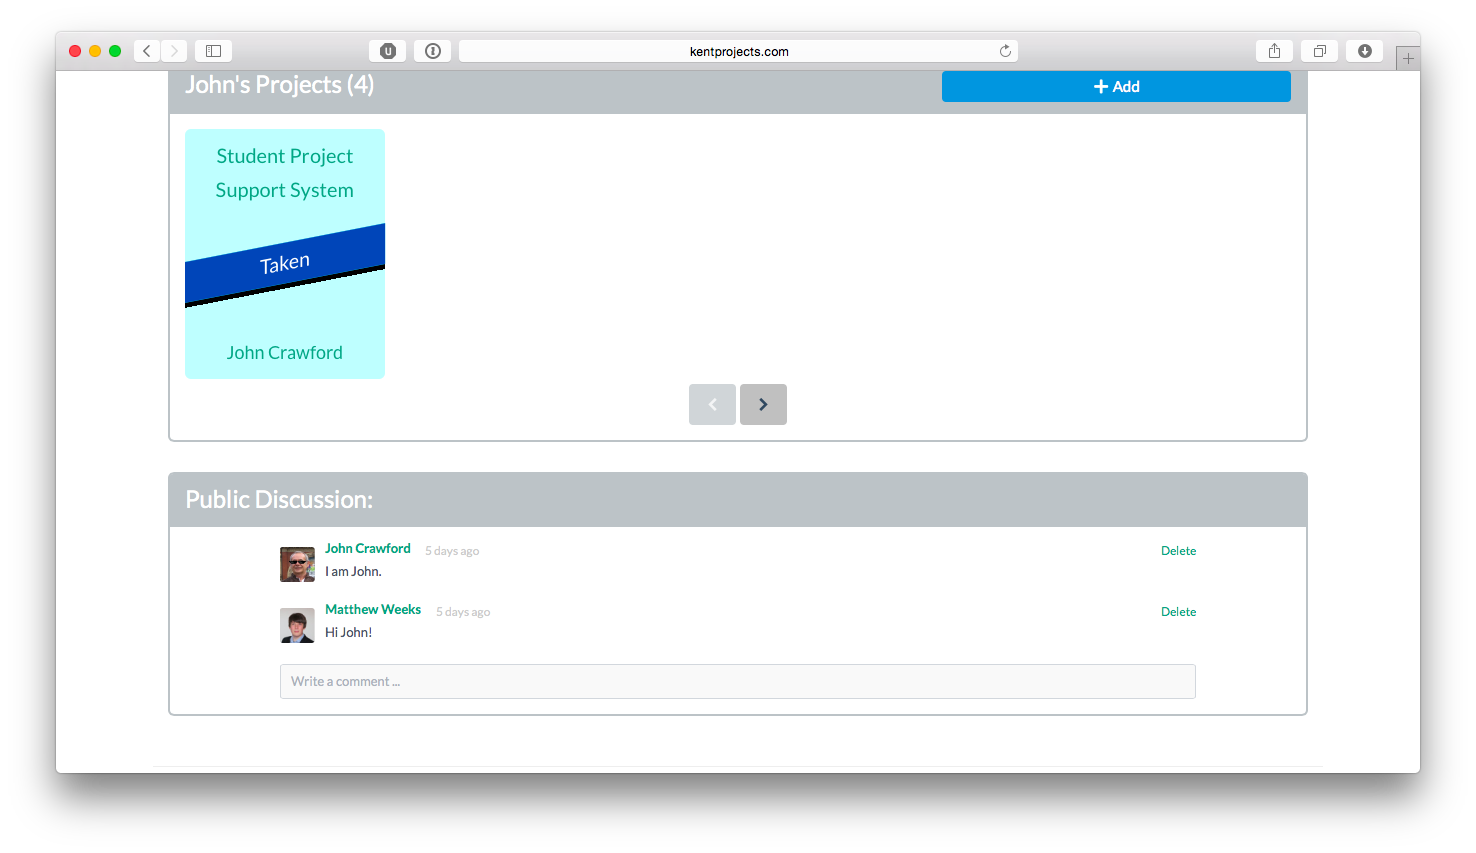 kentprojects.com
John's Projects (4)
Add
Student Project
Support System
Taken
John Crawford
Public Discussion:
John Crawford 5 days ago Delete
I am John.
Matthew Weeks 5 days ago Delete
Hi John!
Write a comment ...